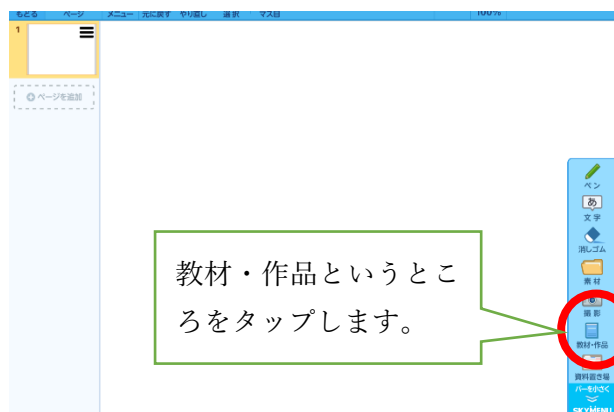 もどる ページ メニュー 元に戻す やり直し 選択 マス目 100%
1
ページを追加
ペン
あ
文字
消しゴム
素材
撮影
教材・作品
資料置き場
バーを小さく
SKYMENU
教材・作品というとこ
ろをタップします。